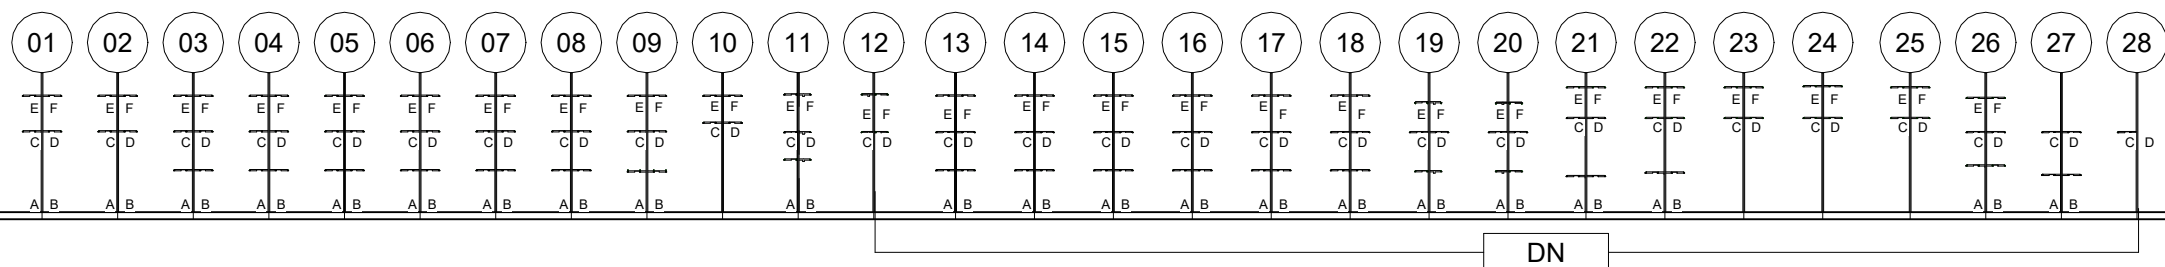 01 02 03 04 05 06 07 08 09 10 11 12 13 14 15 16 17 18 19 20 21 22 23 24 25 26 27 28
E F E F E F E F E F E F E F E F E F E F E F E F E F E F E F E F E F E F E F E F E F E F E F E F E F E F
C D C D C D C D C D C D C D C D C D C D C D C D C D C D C D C D C D C D C D C D C D C D C D C D C D C D C D C D
A B A B A B A B A B A B A B A B A B A B A B A B A B A B A B A B A B A B A B A B A B A B
DN